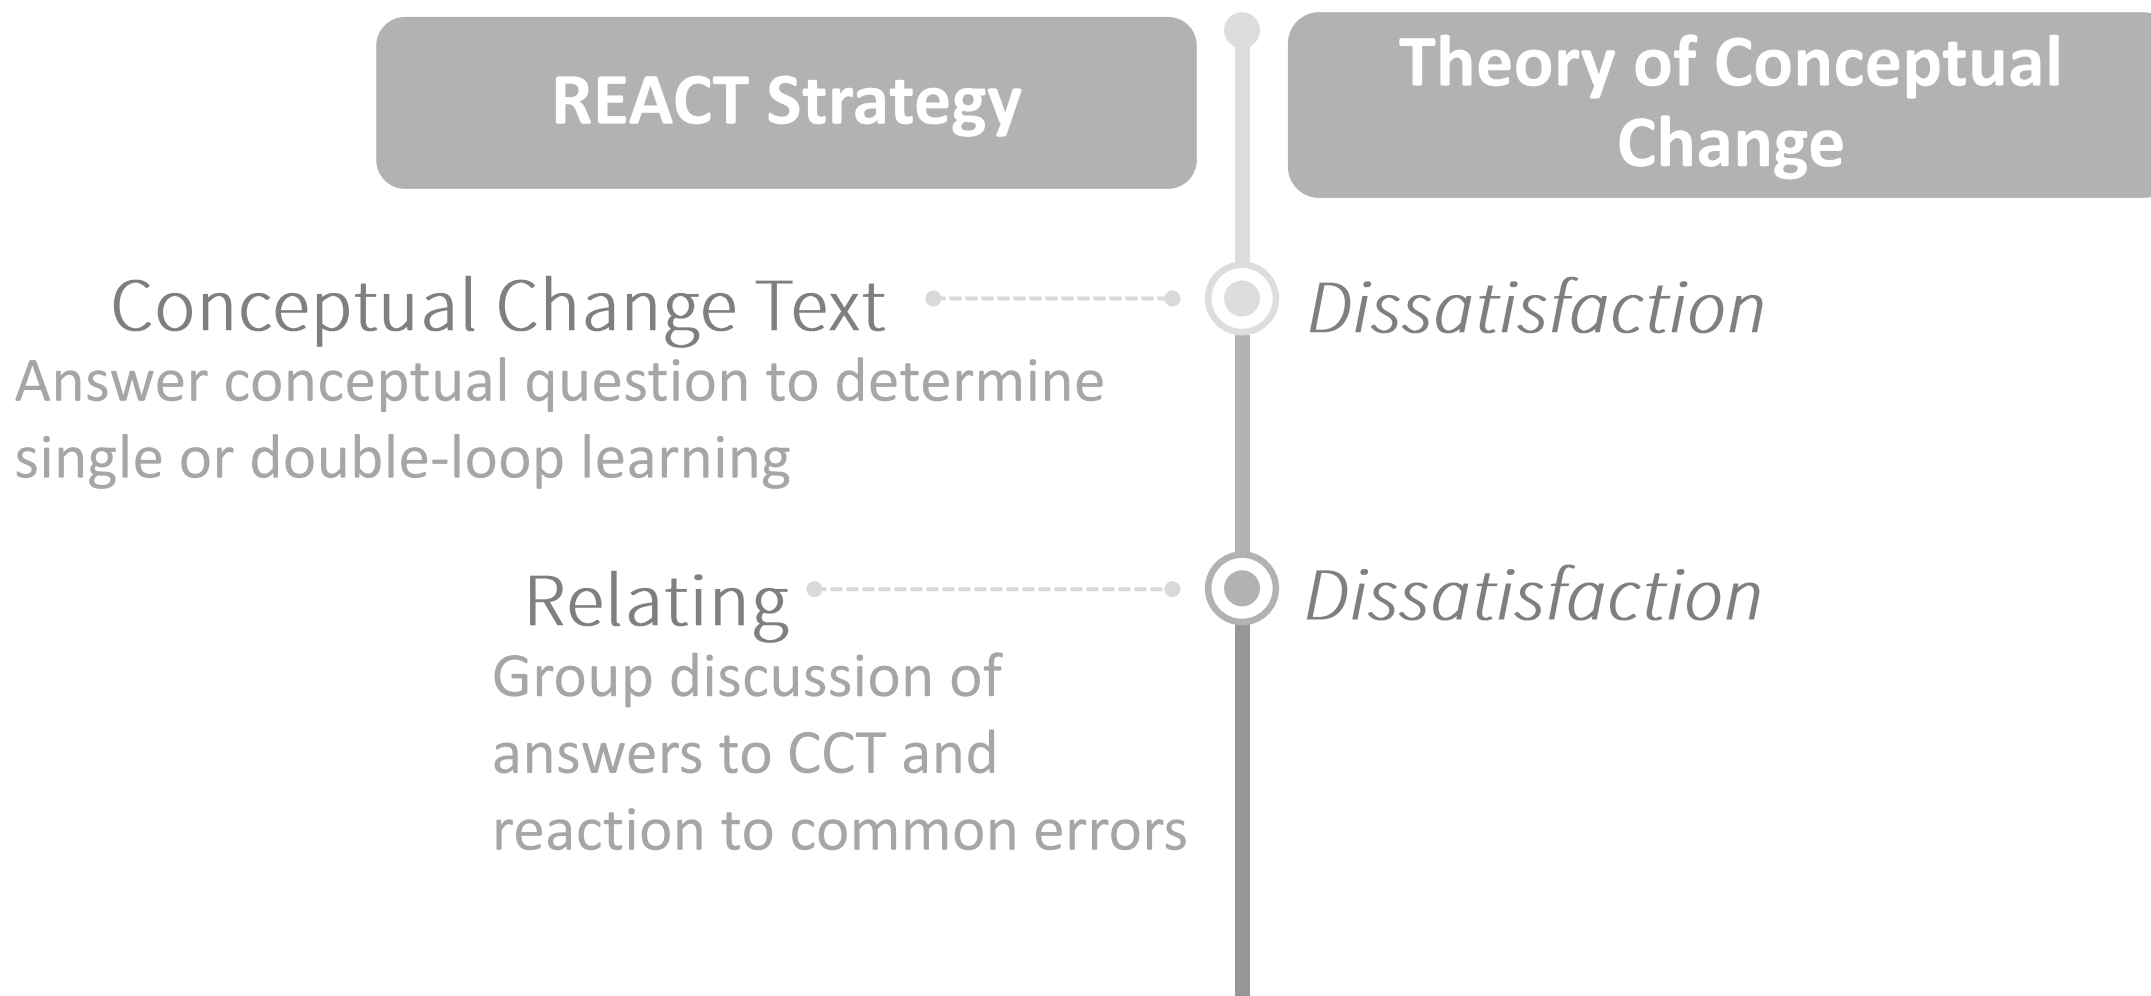 REACT Strategy
Theory of Conceptual
Change
Conceptual Change Text
Dissatisfaction
Answer conceptual question to determine
single or double-loop learning
Relating
Dissatisfaction
Group discussion of
answers to CCT and
reaction to common errors